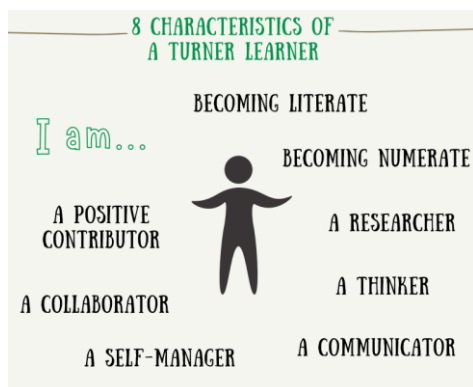 8 CHARACTERISTICS OF
A TURNER LEARNER
I am...
BECOMING LITERATE
BECOMING NUMERATE
A RESEARCHER
A THINKER
A COMMUNICATOR
A SELF-MANAGER
A COLLABORATOR
A POSITIVE
CONTRIBUTOR